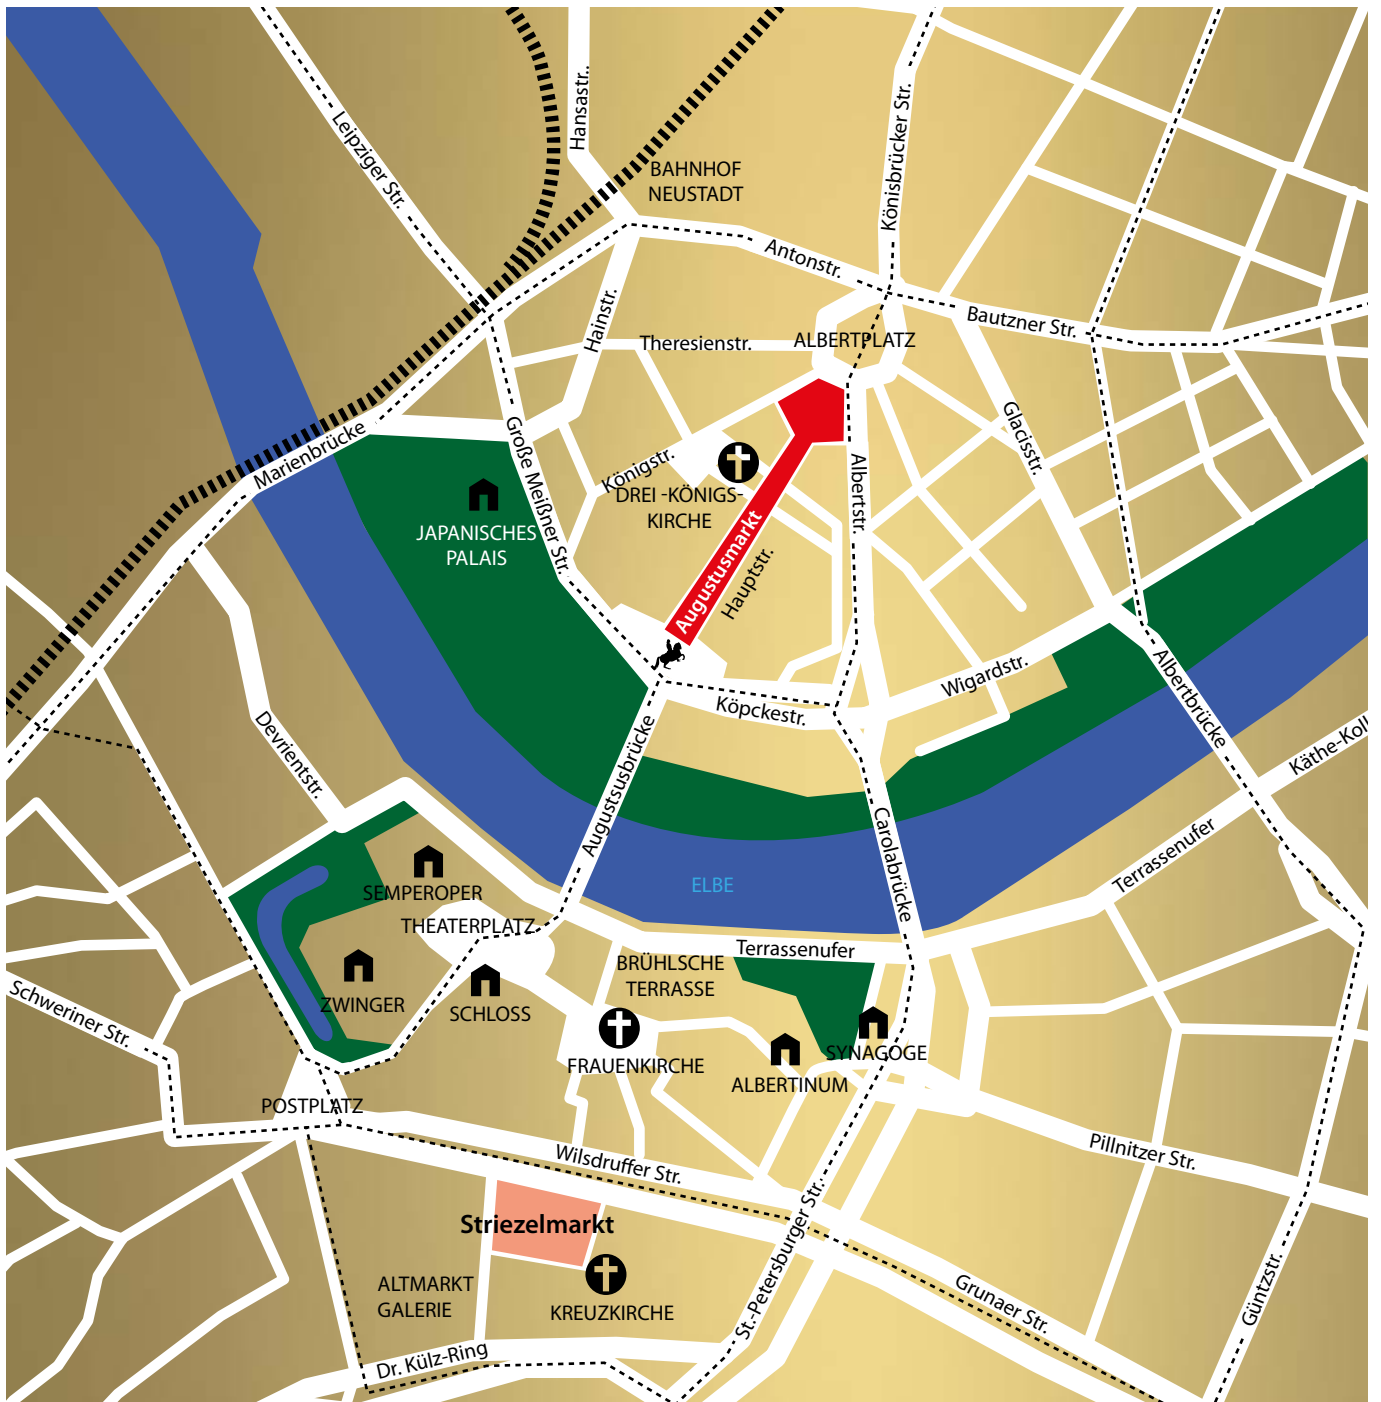 Leipziger Str.
Hansastr..
BAHNHOF
NEUSTADT
Könisbrücker Str.
Antonstr.
Bautzner Str.
Hainstr.
Theresienstr.
ALBERTPLATZ
Glacisstr.
Marienbrücke
Große Meißner Str.
Königstr.
DREI -KÖNIGS-
KIRCHE
Albertstr.
JAPANISCHES
PALAIS
Augustusmarkt
Hauptstr.
Wigardstr.
Albertbrücke
Köpckestr.
Devrientstr.
Augustsusbrücke
Käthe-Koll
Carolabrücke
Terrassenufer
ELBE
SEMPEROPER
THEATERPLATZ
Terrassenufer
BRÜHLSCHE
TERRASSE
ZWINGER
SCHLOSS
Schweriner Str.
FRAUENKIRCHE
SYNAGOGE
ALBERTINUM
POSTPLATZ
Wilsdruffer Str.
Pillnitzer Str.
Striezelmarkt
St.-Petersburger Str.
ALTMARKT
GALERIE
KREUZKIRCHE
Grunaer Str.
Güntzstr.
Dr. Külz-Ring